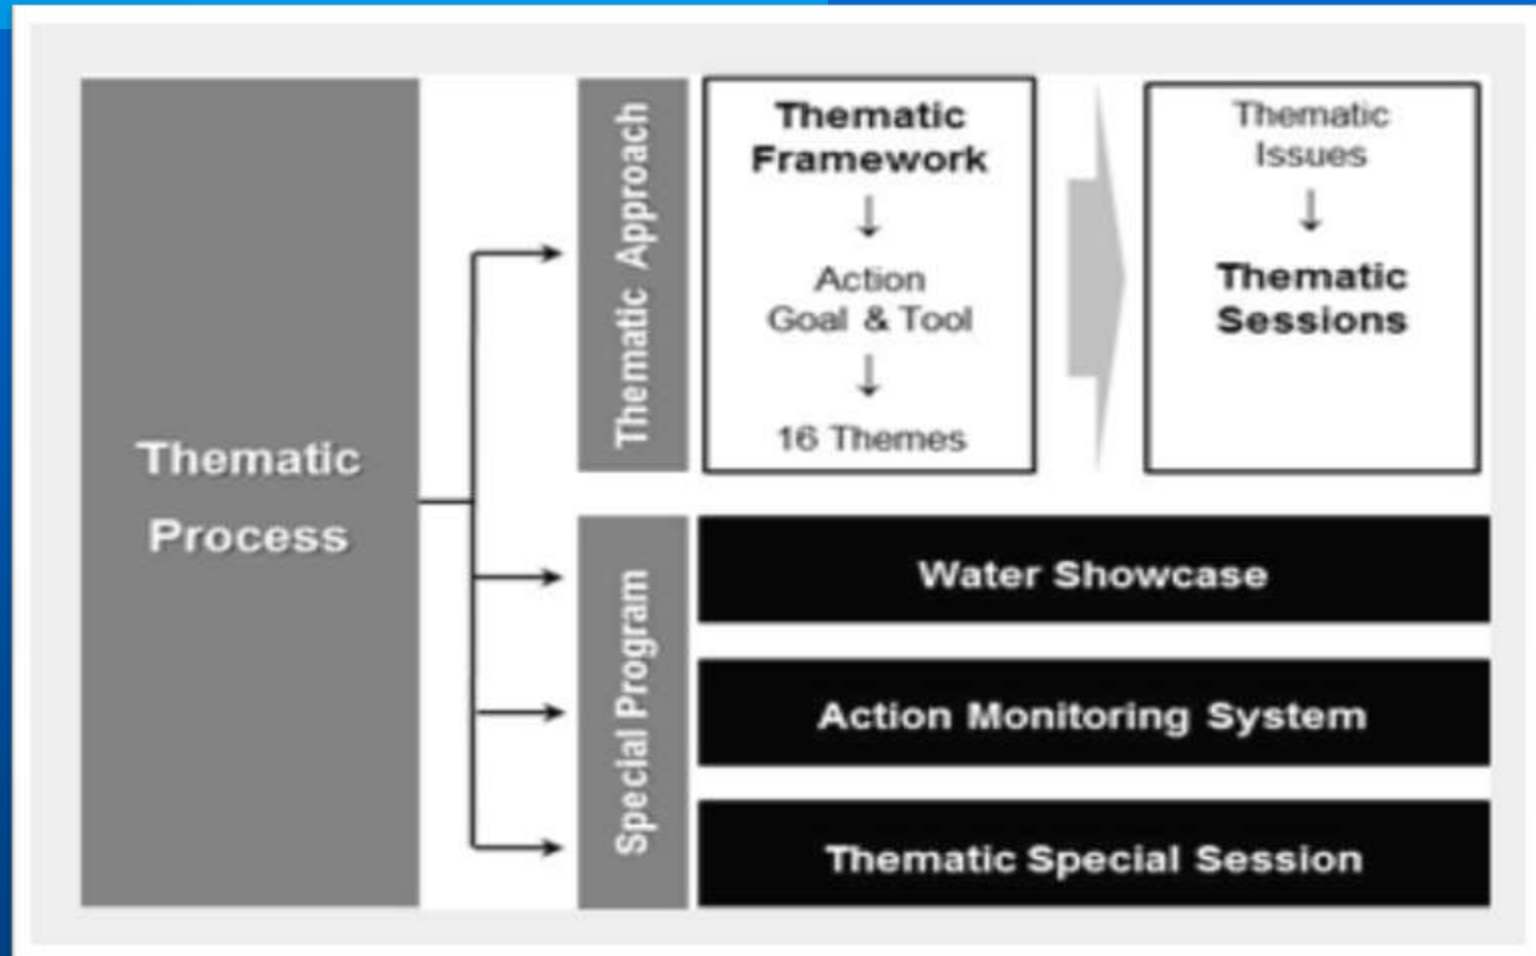 Thematic
Process
Thematic Approach
Thematic
Framework
↓
Action
Goal & Tool
↓
16 Themes
Thematic
Issues
↓
Thematic
Sessions
Special Program
Water Showcase
Action Monitoring System
Thematic Special Session